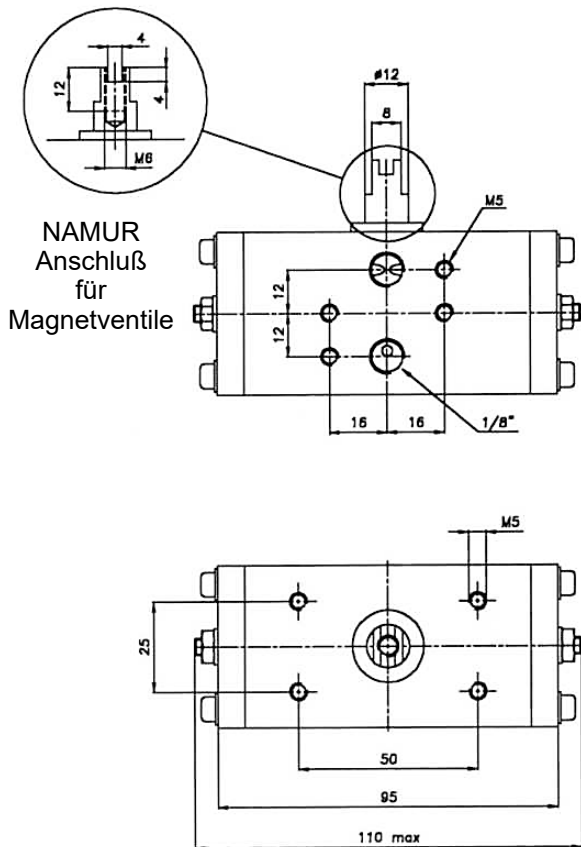 4
12
4
M6
ø12
8
NAMUR
Anschluß
für
Magnetventile
M5
12
12
16
16
1/8"
M5
25
50
95
110 max